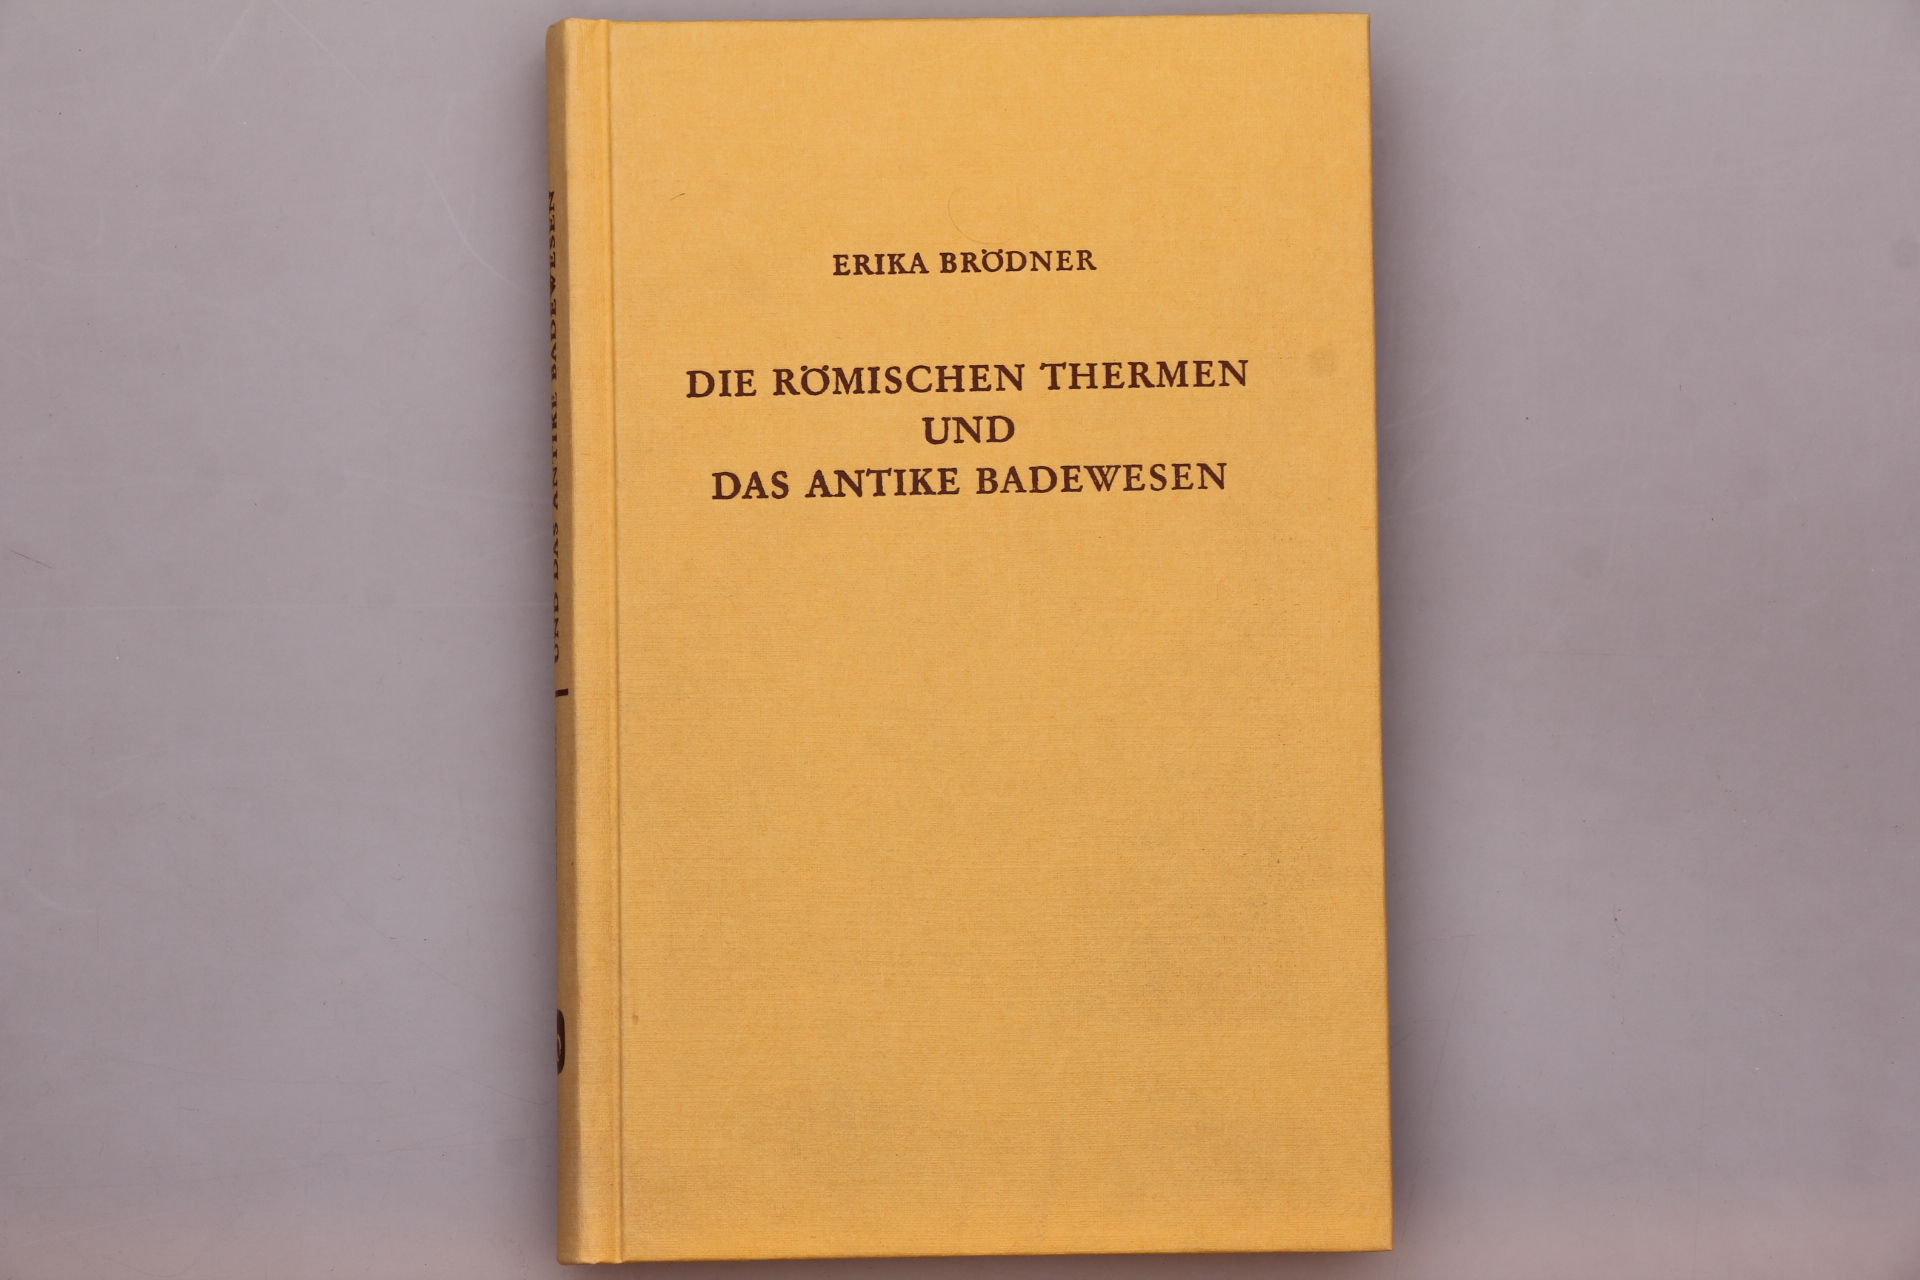 ERIKA BRÖDNER
DIE RÖMISCHEN THERMEN
UND
DAS ANTIKE BADEWESEN
UND DAS ANTIKE BADEWESEN